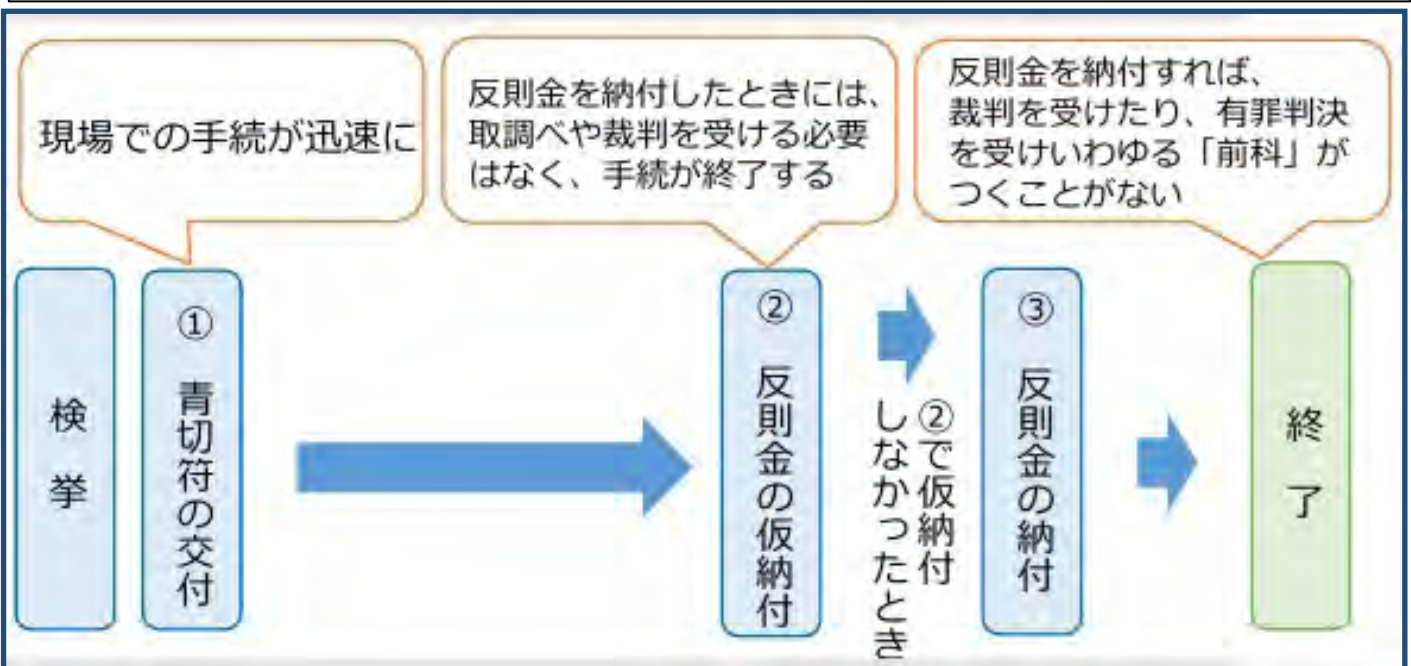 現場での手続が迅速に
反則金を納付したときには、
取調べや裁判を受ける必要
はなく、手続が終了する
反則金を納付すれば、
裁判を受けたり、有罪判決
を受けいわゆる「前科」が
つくことがない
検挙
① 青切符の交付
② 反則金の仮納付
②で仮納付
しなかったとき
③ 反則金の納付
終了